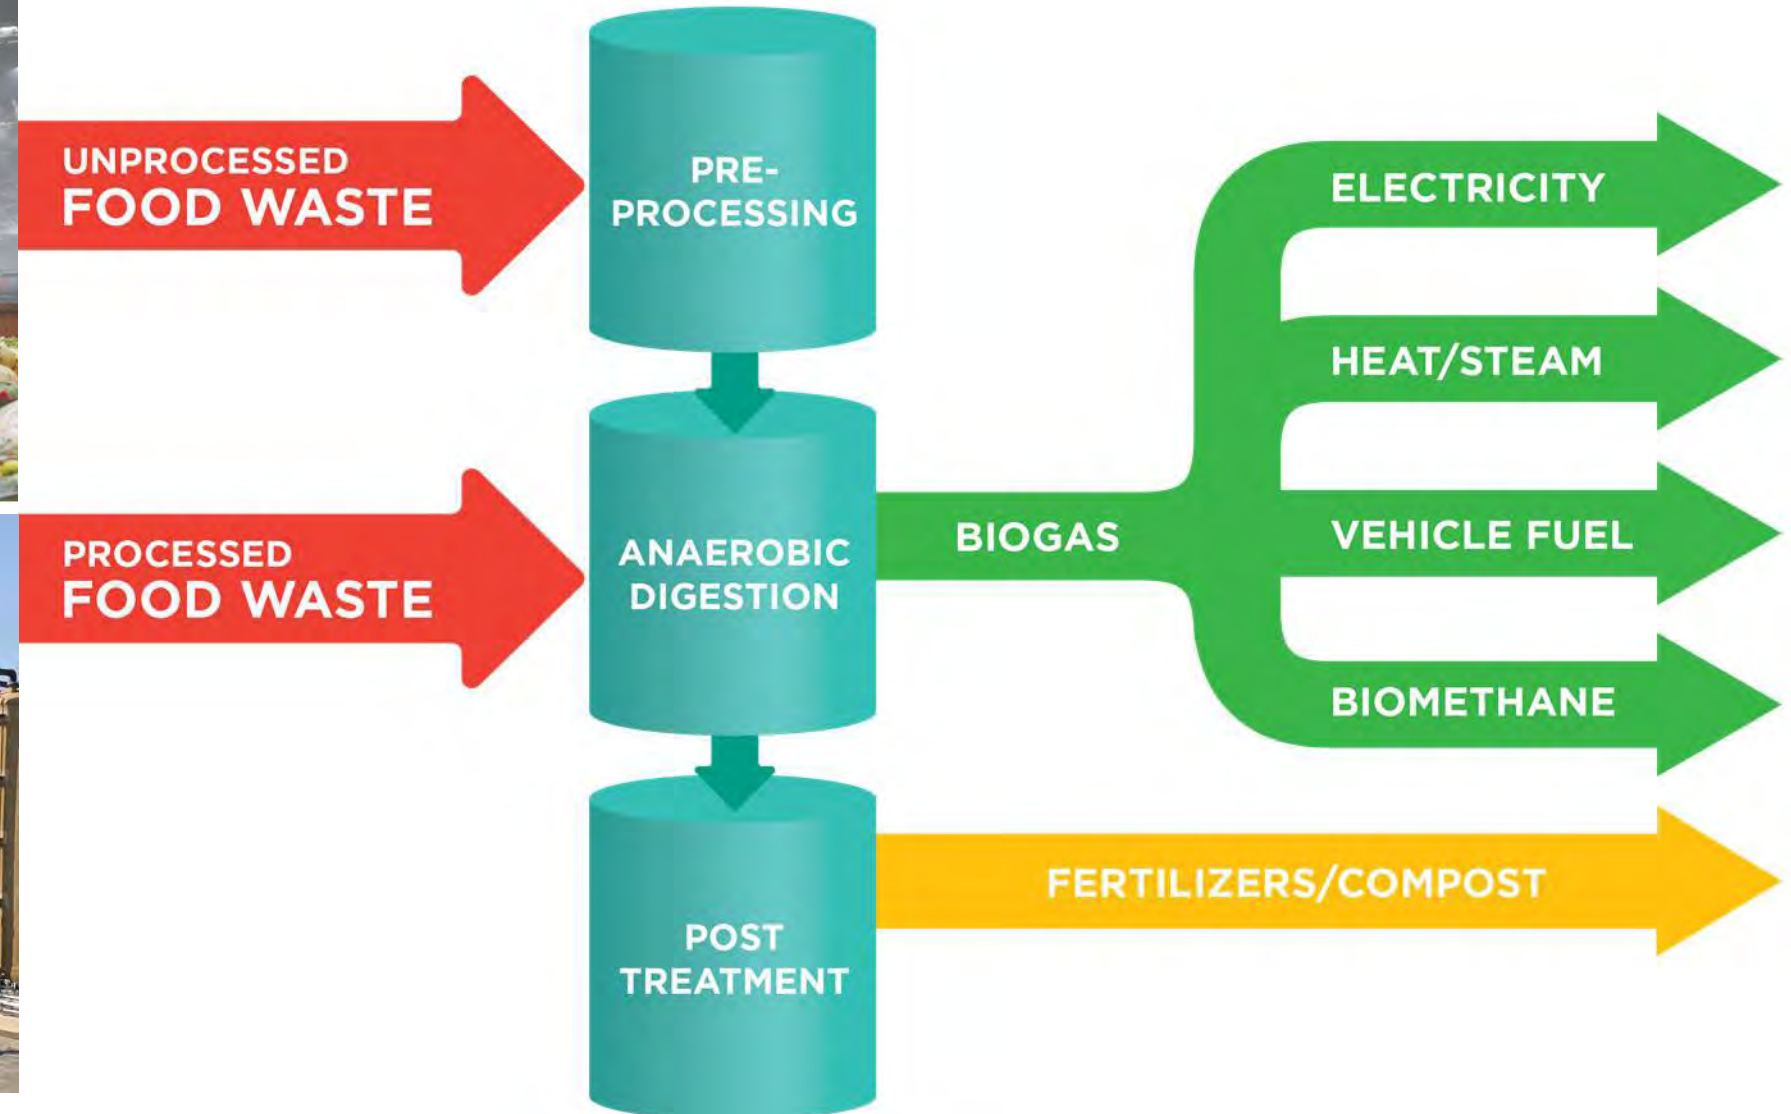 UNPROCESSED
FOOD WASTE
PRE-
PROCESSING
ELECTRICITY
HEAT/STEAM
PROCESSED
FOOD WASTE
ANAEROBIC
DIGESTION
BIOGAS
VEHICLE FUEL
BIOMETHANE
FERTILIZERS/COMPOST
POST
TREATMENT